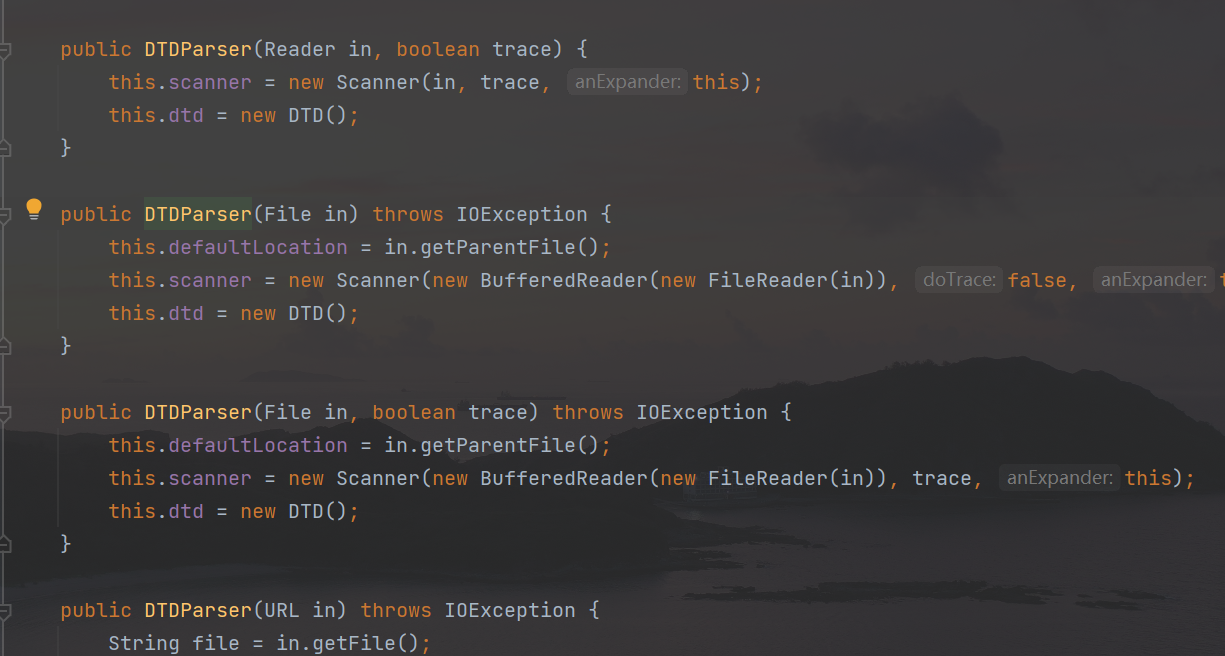 public DTDParser(Reader in, boolean trace) {
this.scanner = new Scanner(in, trace, anExpander: this);
this.dtd = new DTD();
}
public DTDParser(File in) throws IOException {
this.defaultLocation = in.getParentFile();
this.scanner = new Scanner(new BufferedReader(new FileReader(in)), doTrace: false, anExpander: t
this.dtd = new DTD();
}
public DTDParser(File in, boolean trace) throws IOException {
this.defaultLocation = in.getParentFile();
this.scanner = new Scanner(new BufferedReader(new FileReader(in)), trace, anExpander: this);
this.dtd = new DTD();
}
public DTDParser(URL in) throws IOException {
String file = in.getFile();